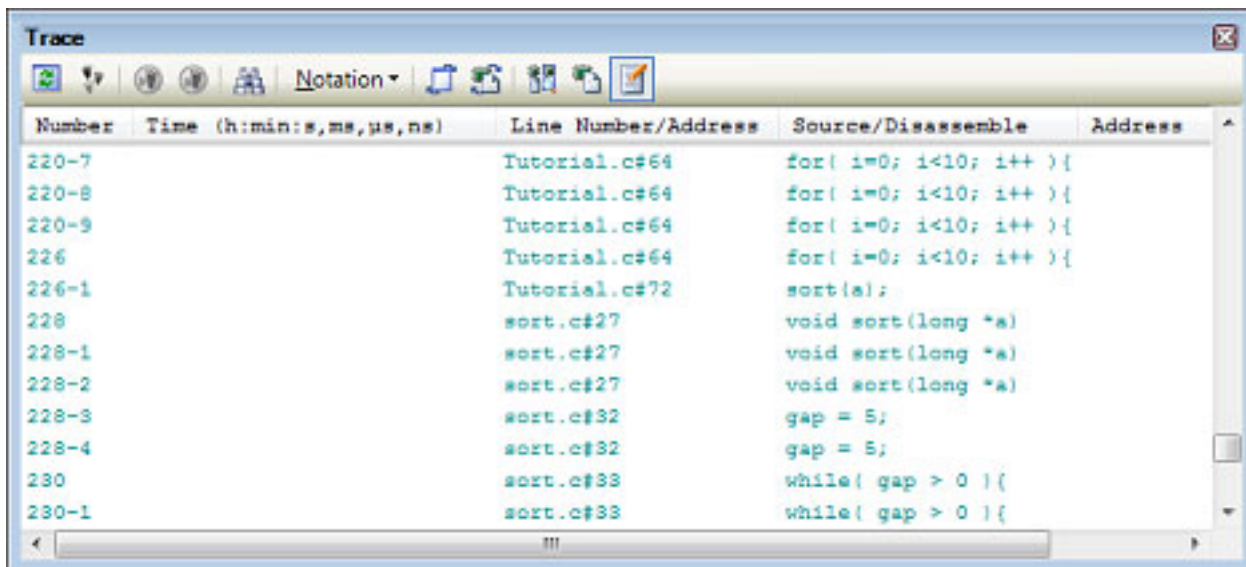 Trace
Notation
Number Time (h:min:s,ms,µs,ns) Line Number/Address Source/Disassemble Address
220-7 Tutorial.c#64 for( i=0; i<10; i++ ){
220-8 Tutorial.c#64 for( i=0; i<10; i++ ){
220-9 Tutorial.c#64 for( i=0; i<10; i++ ){
226 Tutorial.c#64 for( i=0; i<10; i++ ){
226-1 Tutorial.c#72 sort(a);
228 sort.c#27 void sort(long *a)
228-1 sort.c#27 void sort(long *a)
228-2 sort.c#27 void sort(long *a)
228-3 sort.c#32 gap = 5;
228-4 sort.c#32 gap = 5;
230 sort.c#33 while( gap > 0 ){
230-1 sort.c#33 while( gap > 0 ){